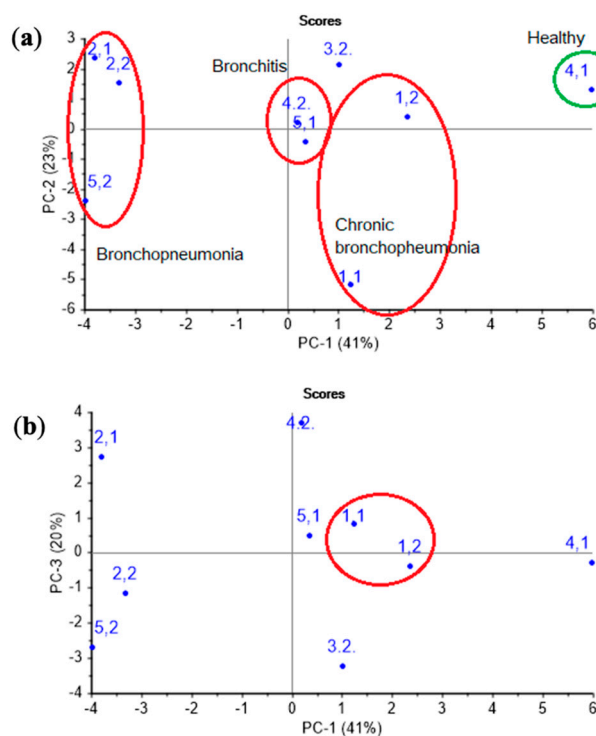 (a)
Scores
Healthy
Bronchitis
2,1
2,2
3.2.
4,1
4.2.
5,1
1,2
5,2
Bronchopneumonia
Chronic
bronchopheumonia
1,1
PC-2 (23%)
3
2
1
0
-1
-2
-3
-4
-5
-6
-4 -3 -2 -1 0 1 2 3 4 5 6
PC-1 (41%)
(b)
Scores
4.2.
2,1
5,1
1,1
1,2
4,1
2,2
5,2
3.2.
PC-3 (20%)
4
3
2
1
0
-1
-2
-3
-4
-4 -3 -2 -1 0 1 2 3 4 5 6
PC-1 (41%)